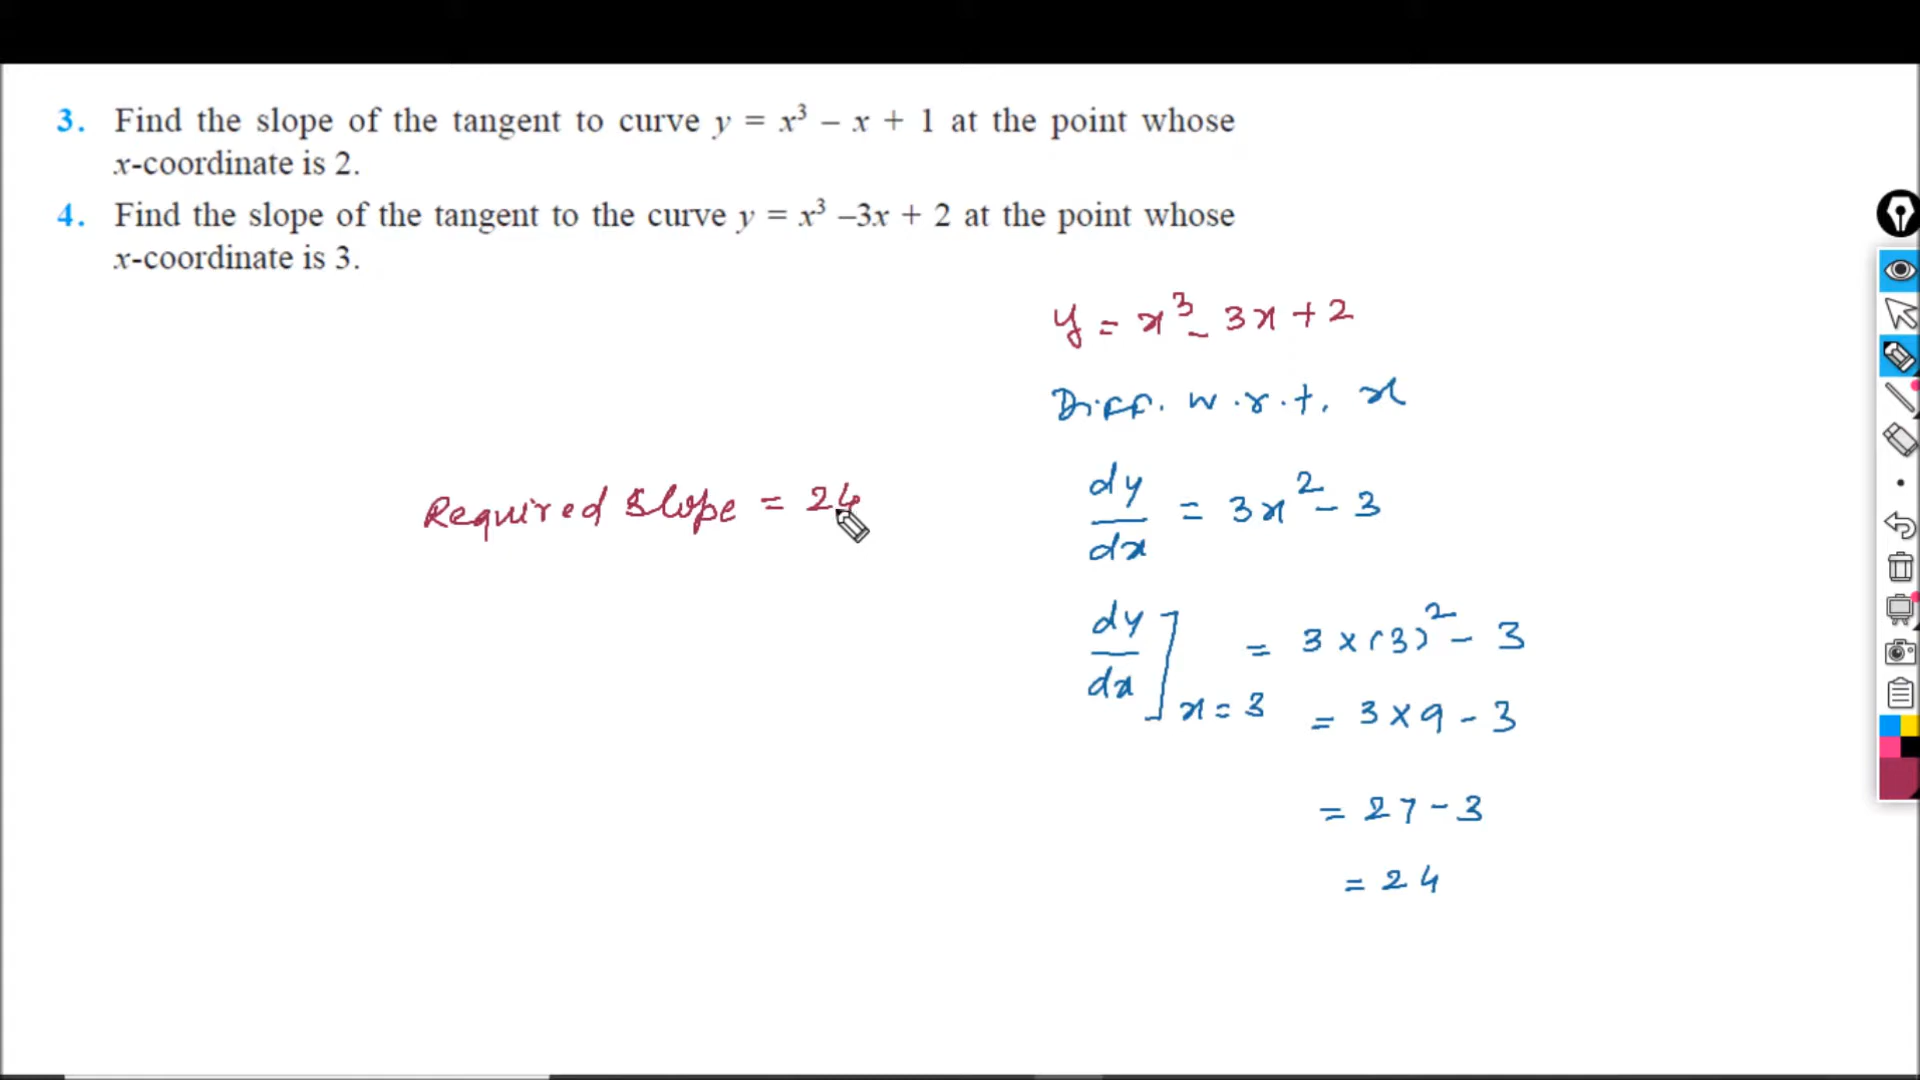 3. Find the slope of the tangent to curve y = x³ – x + 1 at the point whose
x-coordinate is 2.
4. Find the slope of the tangent to the curve y = x³ –3x + 2 at the point whose
x-coordinate is 3.
y = x³ - 3x + 2
Diff. w.r.t. x
dy/dx = 3x² - 3
Required slope = 24
dy/dx]x=3 = 3×(3)² - 3
= 3×9 - 3
= 27 - 3
= 24